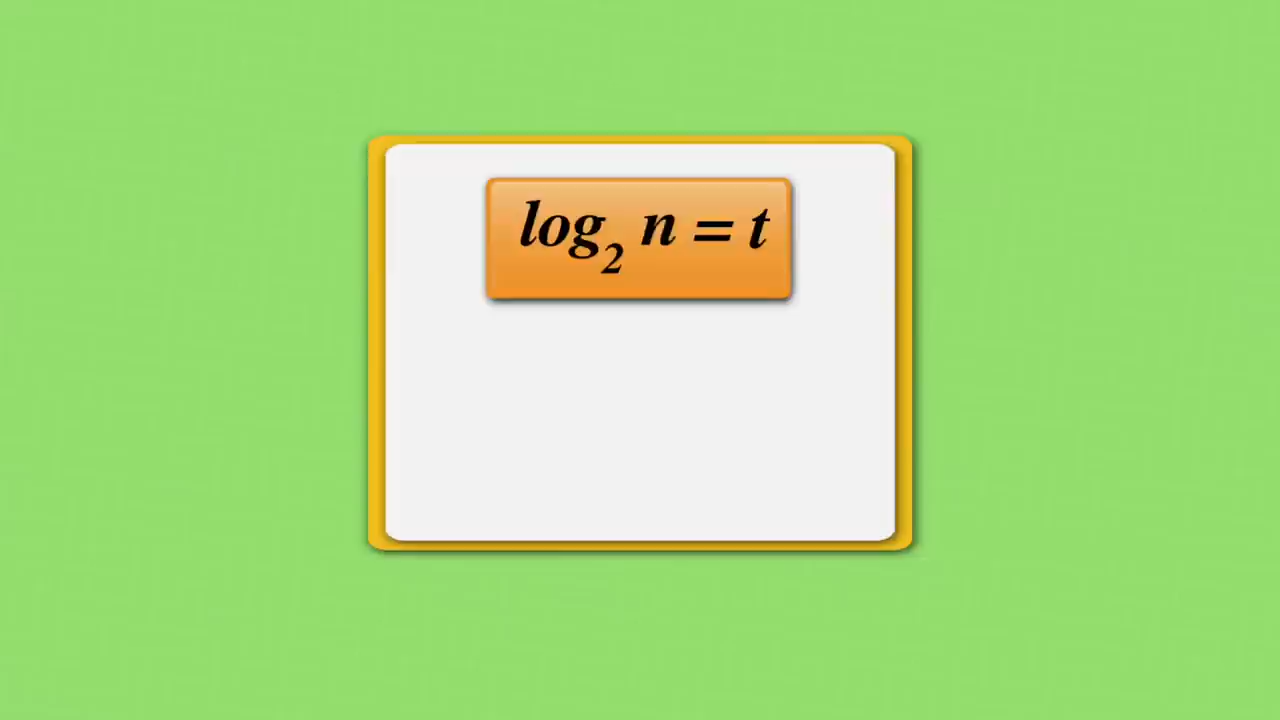 log₂ n = t